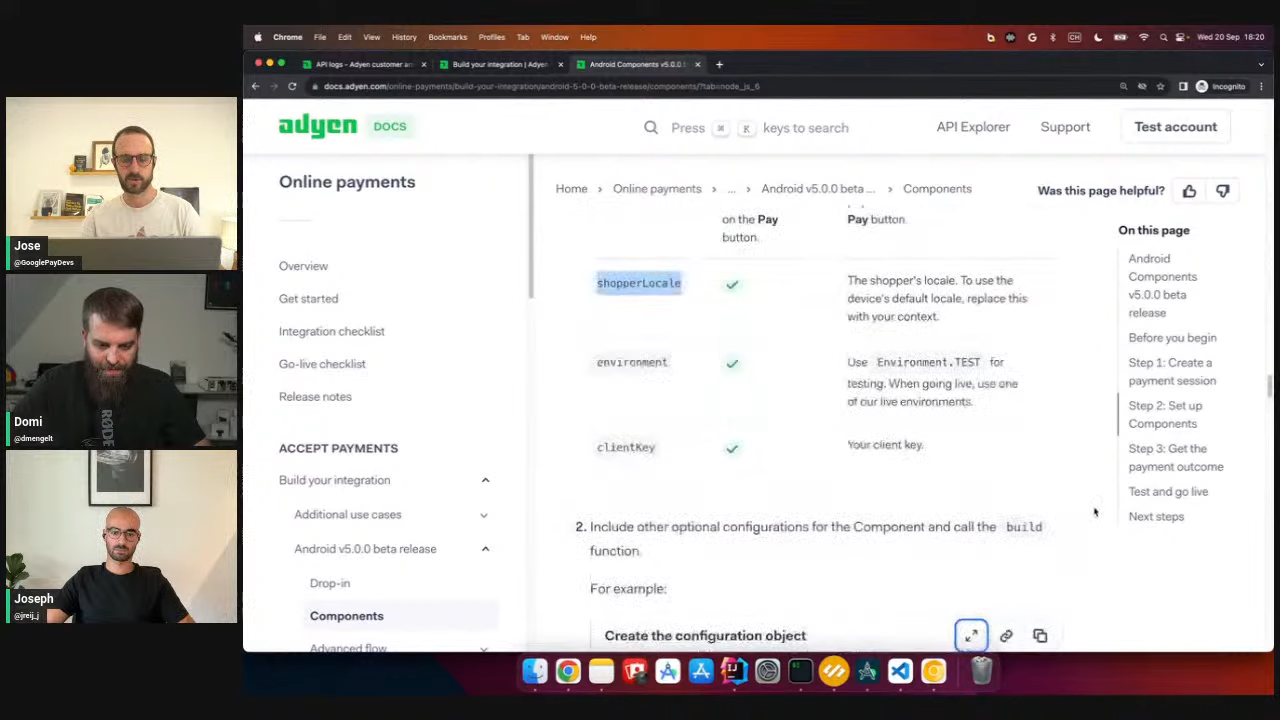 Chrome File Edit View History Bookmarks Profiles Tab Window Help
Wed 20 Sep 18:20
API logs - Adyen customer ar
Build your integration | Adyen
Android Components v5.0.0 b
docs.adyen.com/online-payments/build-your-integration/android-5-0-0-beta-release/components/?tab=node_js_6
Incognito
adyen DOCS
Press ⌘ K keys to search
API Explorer
Support
Test account
Online payments
Overview
Get started
Integration checklist
Go-live checklist
Release notes
ACCEPT PAYMENTS
Build your integration
Additional use cases
Android v5.0.0 beta release
Drop-in
Components
Advanced flow
Home > Online payments > ... > Android v5.0.0 beta ... > Components
Was this page helpful?
on the Pay
button.
Pay button.
shopperLocale
The shopper's locale. To use the
device's default locale, replace this
with your context.
environment
Use Environment.TEST for
testing. When going live, use one
of our live environments.
clientKey
Your client key.
2. Include other optional configurations for the Component and call the build
function.
For example:
Create the configuration object
On this page
Android
Components
v5.0.0 beta
release
Before you begin
Step 1: Create a
payment session
Step 2: Set up
Components
Step 3: Get the
payment outcome
Test and go live
Next steps
Jose
@GooglePayDevs
RØDE
Domi
@dmengelt
Joseph
@jreij_j